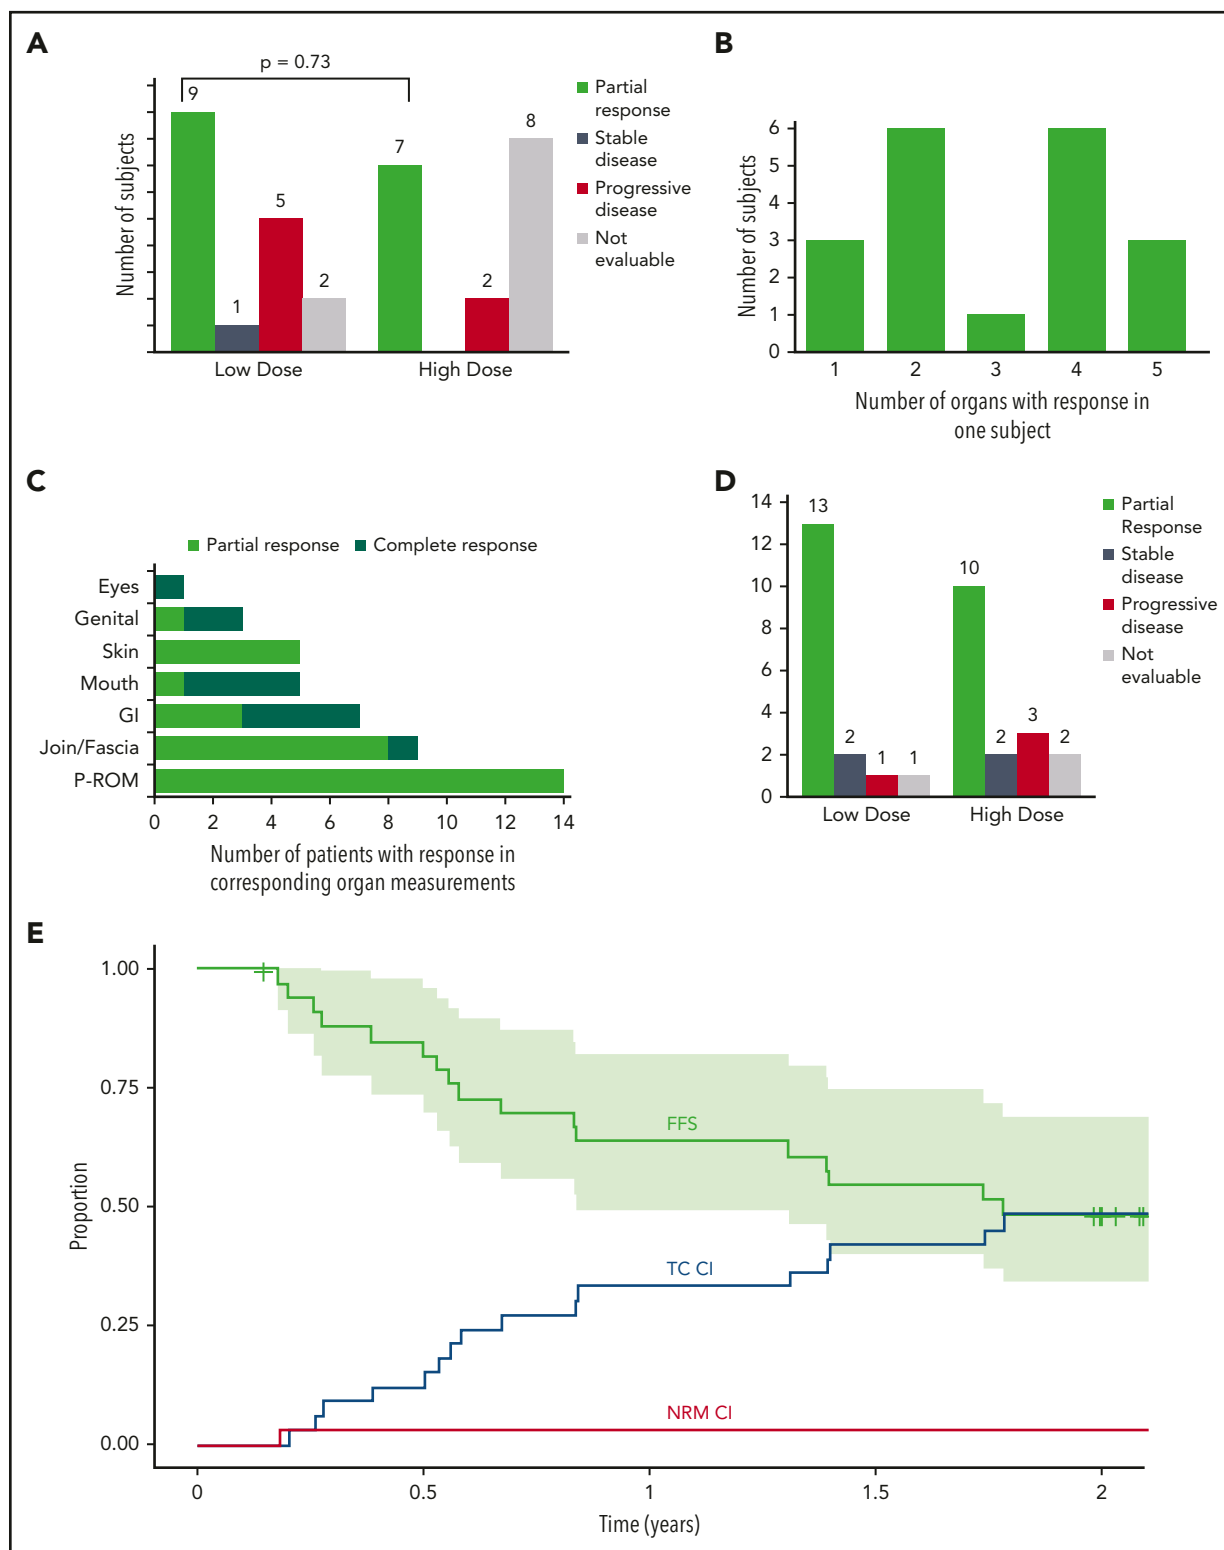 A
p = 0.73
9
1
5
2
7
2
8
Number of subjects
Low Dose
High Dose
Partial
response
Stable
disease
Progressive
disease
Not
evaluable
B
6
5
4
3
2
1
0
Number of subjects
1 2 3 4 5
Number of organs with response in
one subject
C
Partial response Complete response
Eyes
Genital
Skin
Mouth
GI
Join/Fascia
P-ROM
0 2 4 6 8 10 12 14
Number of patients with response in
corresponding organ measurements
D
14
12
10
8
6
4
2
0
13
2
1
1
10
2
3
2
Low Dose
High Dose
Partial
Response
Stable
disease
Progressive
disease
Not
evaluable
E
1.00
0.75
0.50
0.25
0.00
Proportion
FFS
TC CI
NRM CI
0 0.5 1 1.5 2
Time (years)